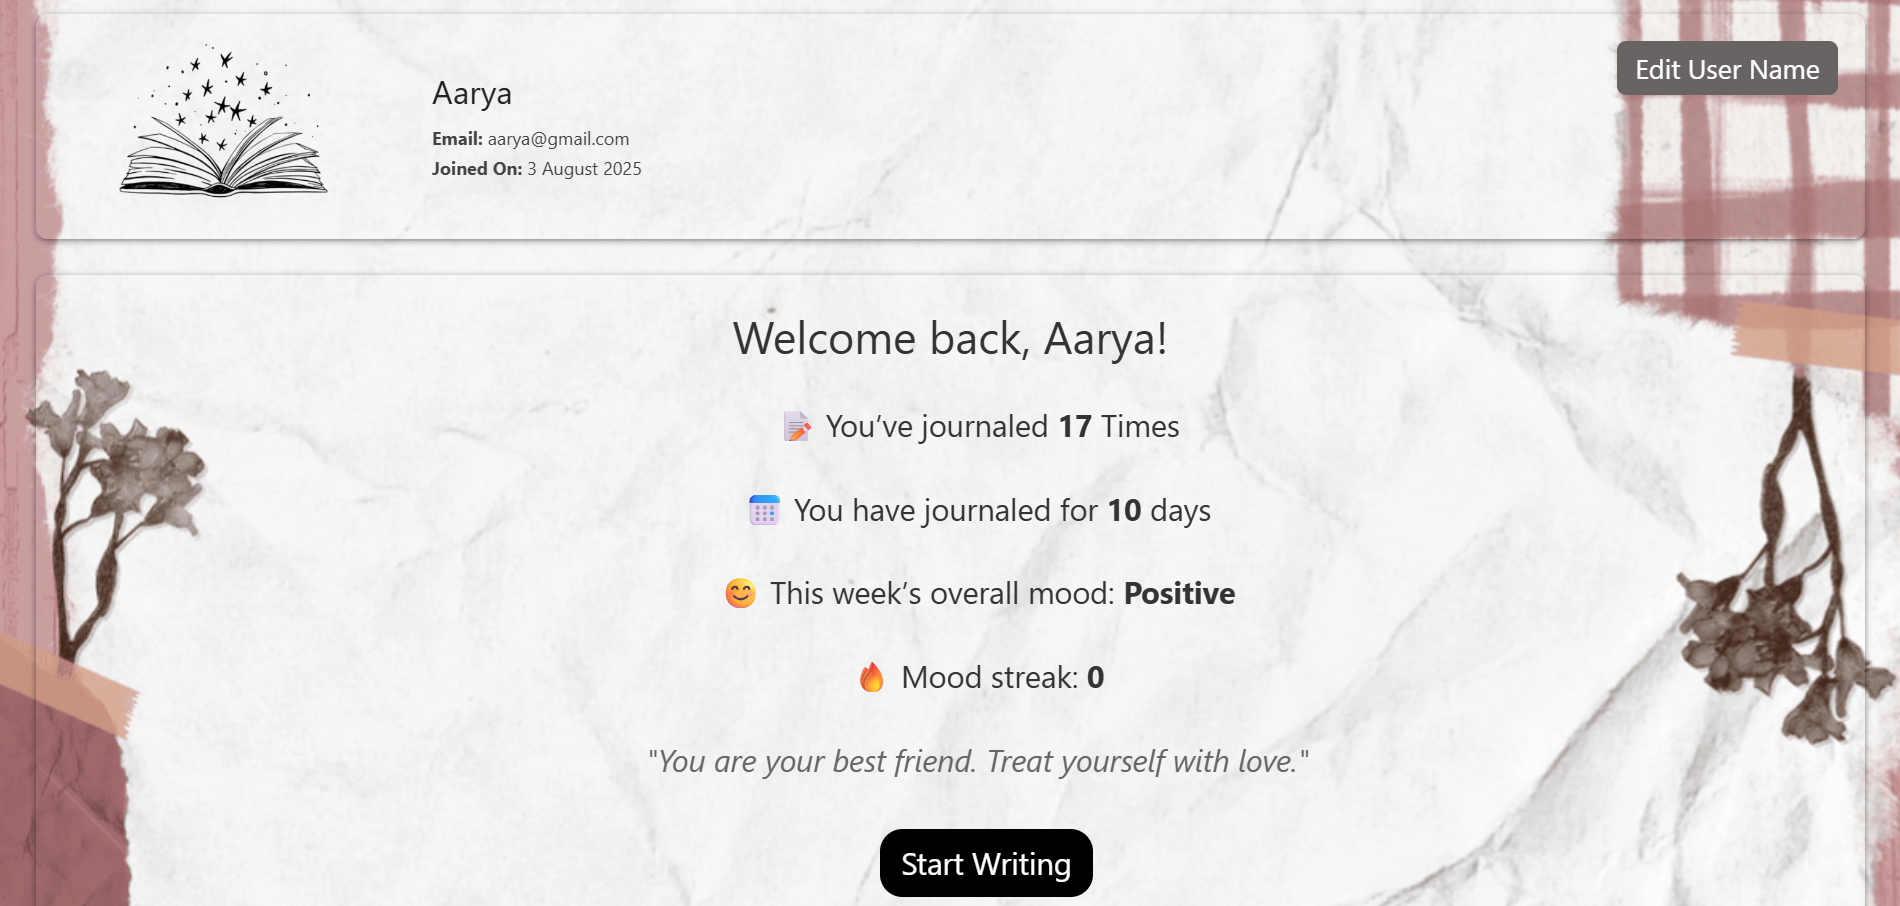 Aarya
Edit User Name
Email: aarya@gmail.com
Joined On: 3 August 2025
Welcome back, Aarya!
You’ve journaled 17 Times
You have journaled for 10 days
This week’s overall mood: Positive
Mood streak: 0
"You are your best friend. Treat yourself with love."
Start Writing